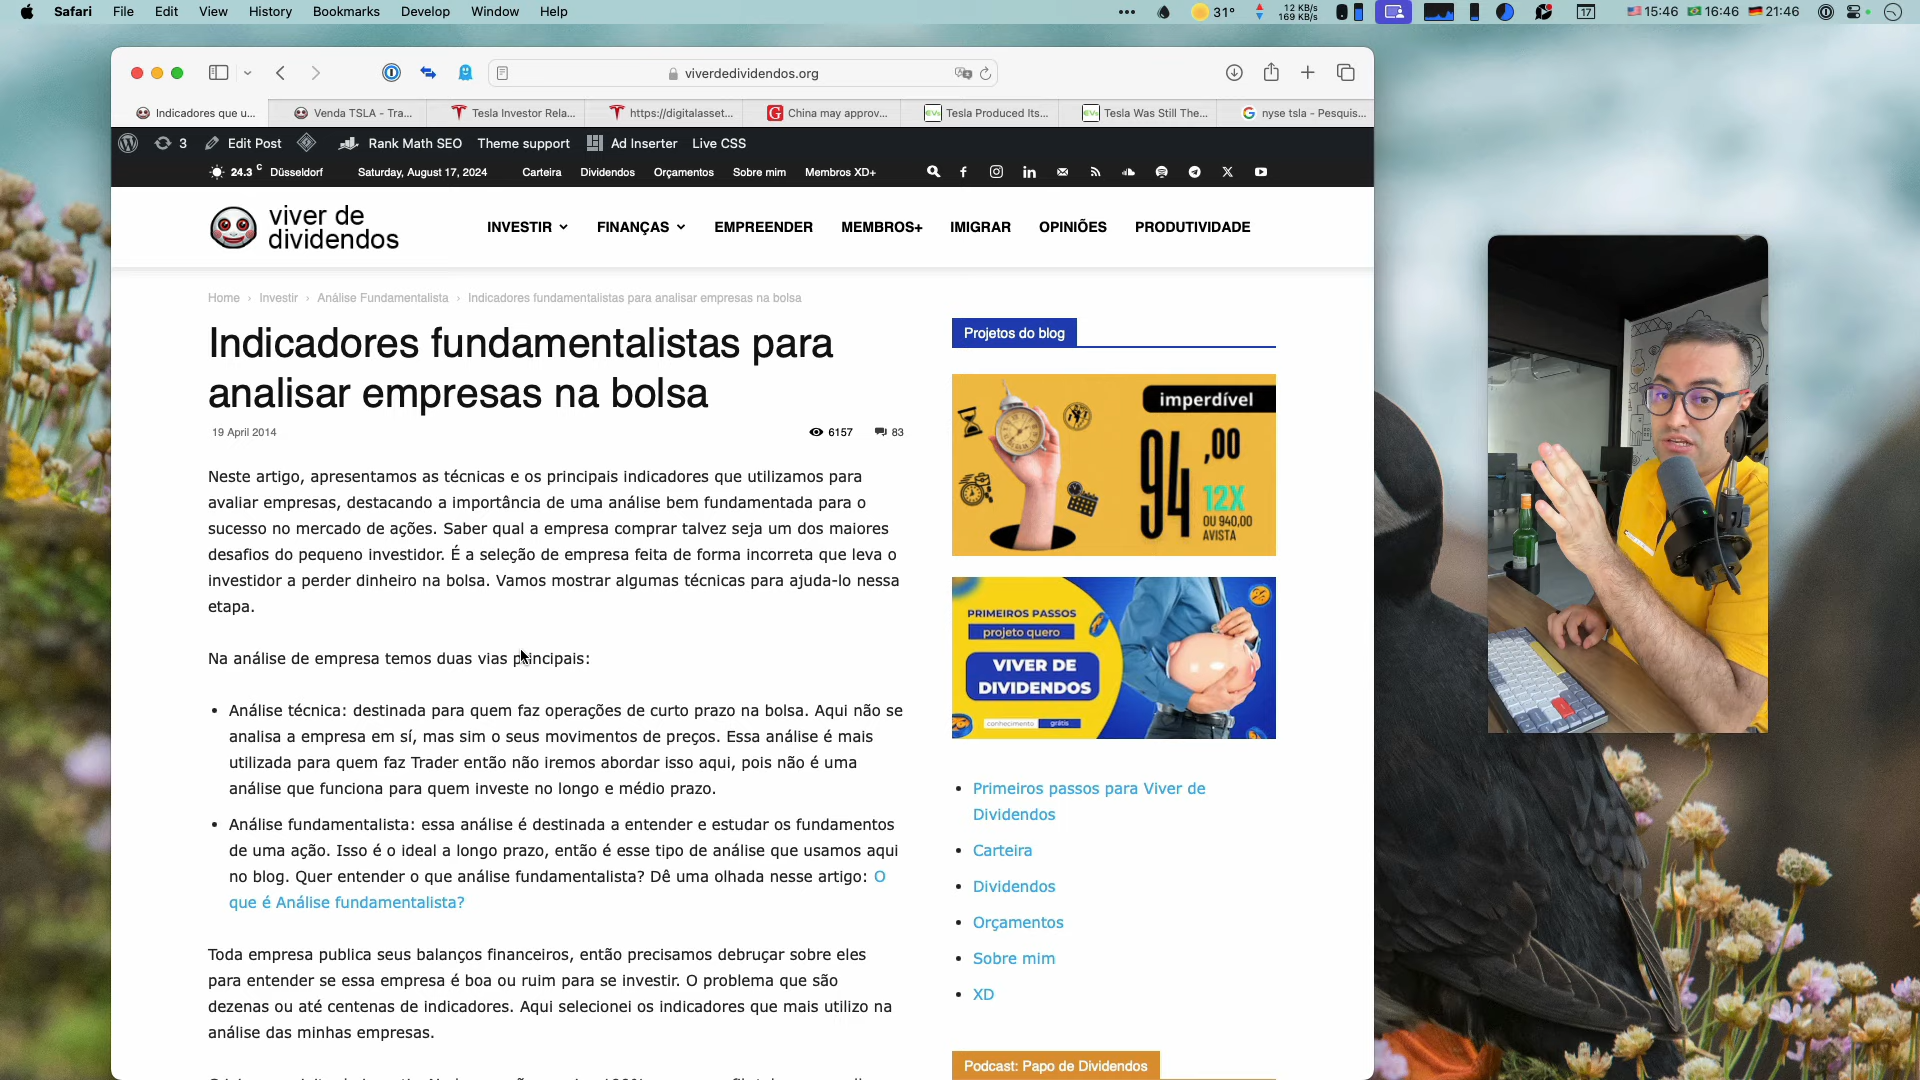 Safari File Edit View History Bookmarks Develop Window Help
31° 12 KB/s 169 KB/s 17 15:46 16:46 21:46
viverdedividendos.org
Indicadores que u... Venda TSLA - Tra... Tesla Investor Rela... https://digitalasset... China may approv... Tesla Produced Its... Tesla Was Still The... nyse tsla - Pesquis...
3 Edit Post Rank Math SEO Theme support Ad Inserter Live CSS
24.3 C Düsseldorf Saturday, August 17, 2024 Carteira Dividendos Orçamentos Sobre mim Membros XD+
viver de
dividendos
INVESTIR FINANÇAS EMPREENDER MEMBROS+ IMIGRAR OPINIÕES PRODUTIVIDADE
Home › Investir › Análise Fundamentalista › Indicadores fundamentalistas para analisar empresas na bolsa
Indicadores fundamentalistas para
analisar empresas na bolsa
19 April 2014 6157 83
Neste artigo, apresentamos as técnicas e os principais indicadores que utilizamos para
avaliar empresas, destacando a importância de uma análise bem fundamentada para o
sucesso no mercado de ações. Saber qual a empresa comprar talvez seja um dos maiores
desafios do pequeno investidor. É a seleção de empresa feita de forma incorreta que leva o
investidor a perder dinheiro na bolsa. Vamos mostrar algumas técnicas para ajuda-lo nessa
etapa.
Na análise de empresa temos duas vias principais:
• Análise técnica: destinada para quem faz operações de curto prazo na bolsa. Aqui não se
analisa a empresa em sí, mas sim o seus movimentos de preços. Essa análise é mais
utilizada para quem faz Trader então não iremos abordar isso aqui, pois não é uma
análise que funciona para quem investe no longo e médio prazo.
• Análise fundamentalista: essa análise é destinada a entender e estudar os fundamentos
de uma ação. Isso é o ideal a longo prazo, então é esse tipo de análise que usamos aqui
no blog. Quer entender o que análise fundamentalista? Dê uma olhada nesse artigo: O
que é Análise fundamentalista?
Toda empresa publica seus balanços financeiros, então precisamos debruçar sobre eles
para entender se essa empresa é boa ou ruim para se investir. O problema que são
dezenas ou até centenas de indicadores. Aqui selecionei os indicadores que mais utilizo na
análise das minhas empresas.
Projetos do blog
imperdível
94,00
12X
OU 940,00
AVISTA
PRIMEIROS PASSOS
projeto quero
VIVER DE
DIVIDENDOS
conhecimento grátis
• Primeiros passos para Viver de
Dividendos
• Carteira
• Dividendos
• Orçamentos
• Sobre mim
• XD
Podcast: Papo de Dividendos